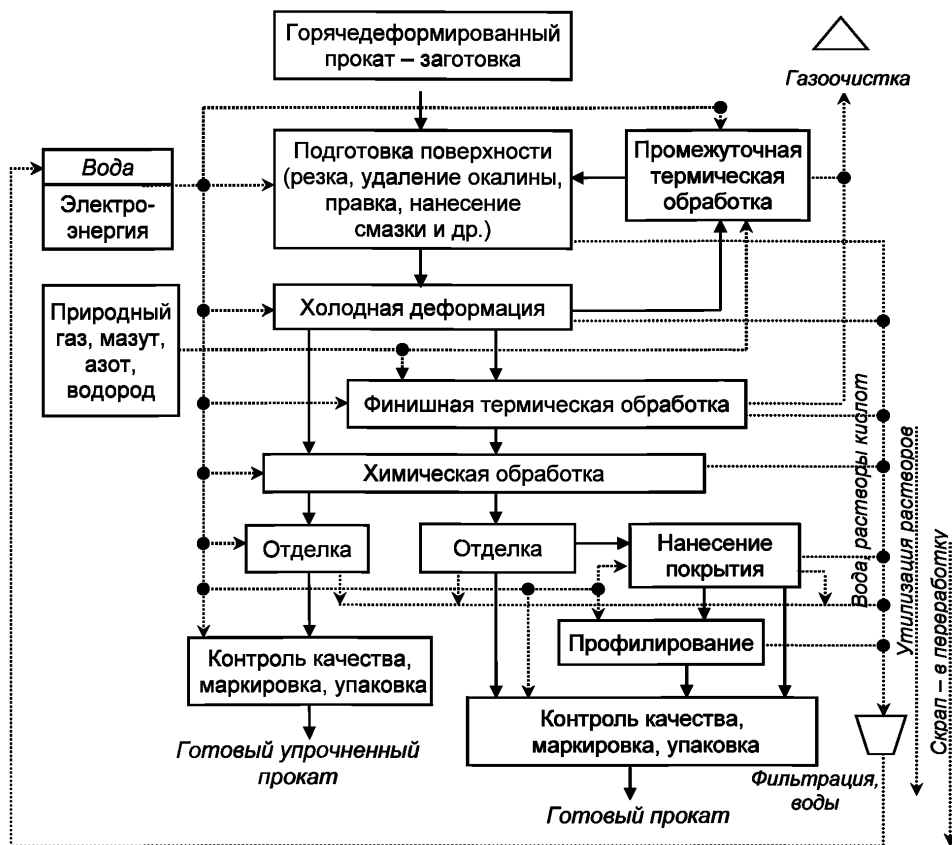 Горячедеформированный
прокат – заготовка
Газоочистка
Вода
Электро-
энергия
Подготовка поверхности
(резка, удаление окалины,
правка, нанесение
смазки и др.)
Промежуточная
термическая
обработка
Природный
газ, мазут,
азот,
водород
Холодная деформация
Финишная термическая обработка
Химическая обработка
Отделка
Отделка
Нанесение
покрытия
Профилирование
Контроль качества,
маркировка, упаковка
Готовый упрочненный
прокат
Контроль качества,
маркировка, упаковка
Готовый прокат
Фильтрация,
воды
Вода, растворы кислот
Утилизация растворов
Скрап – в переработку